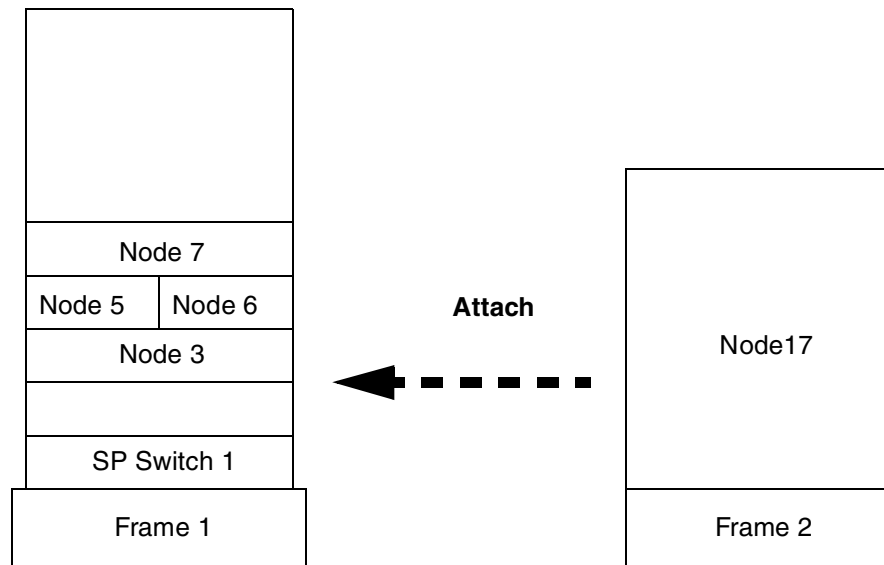 Node 7
Node 5 Node 6
Node 3
SP Switch 1
Frame 1
Attach
Node17
Frame 2